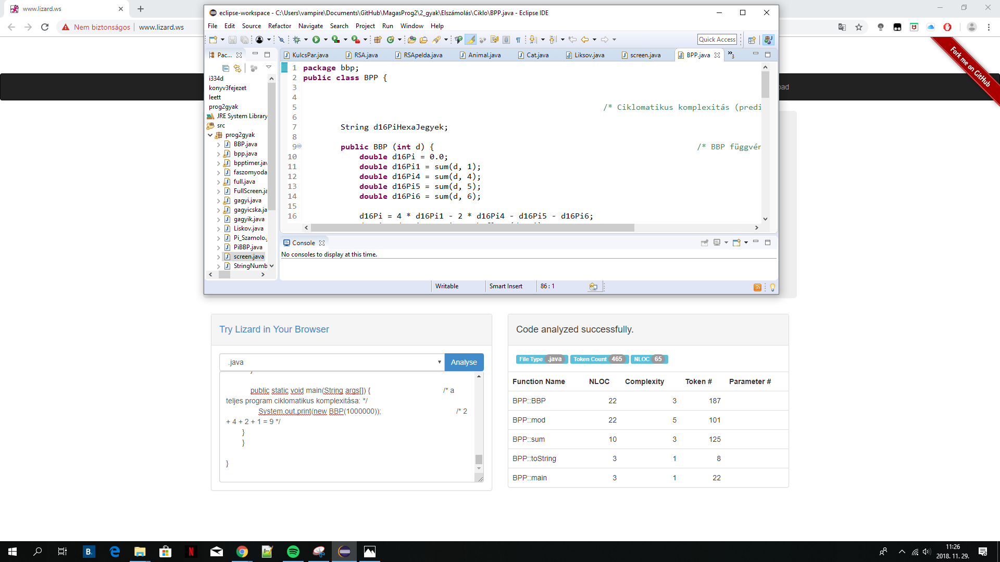 www.lizard.ws
Nem biztonságos
www.lizard.ws
eclipse-workspace - C:\Users\vampire\Documents\GitHub\MagasProg2\2_gyak\Elszámolás\Ciklo\BPP.java - Eclipse IDE
File Edit Source Refactor Navigate Search Project Run Window Help
Quick Access
Pac...
KulcsPar.java RSA.java RSApelda.java Animal.java Cat.java Liksov.java screen.java BPP.java »3
i334d
konyv3fejezet
leett
prog2gyak
JRE System Library
src
prog2gyak
BBP.java
bpp.java
bpptimer.jav
faszomyoda
full.java
FullScreen.ja
gagyi.java
gagyicska.ja
gagyik.java
Liskov.java
Pi_Szamolo.
PiBBP.java
screen.java
StringNumb
1 package bbp;
2 public class BPP {
3
4
5 /* Ciklomatikus komplexitás (predi
6
7 String d16PiHexaJegyek;
8
9 public BBP (int d) { /* BBP függvén
10 double d16Pi = 0.0;
11 double d16Pi1 = sum(d, 1);
12 double d16Pi4 = sum(d, 4);
13 double d16Pi5 = sum(d, 5);
14 double d16Pi6 = sum(d, 6);
15
16 d16Pi = 4 * d16Pi1 - 2 * d16Pi4 - d16Pi5 - d16Pi6;
Console
No consoles to display at this time.
Writable Smart Insert 86 : 1
oad
Fork me on GitHub
Try Lizard in Your Browser
.java
Analyse
}
public static void main(String args[]) { /* a
teljes program ciklomatikus komplexitása: */
System.out.print(new BBP(1000000)); /* 2
+ 4 + 2 + 1 = 9 */
}
}
}
Code analyzed successfully.
File Type .java Token Count 465 NLOC 65
Function Name NLOC Complexity Token # Parameter #
BPP::BBP 22 3 187
BPP::mod 22 5 101
BPP::sum 10 3 125
BPP::toString 3 1 8
BPP::main 3 1 22
B.
N
11:26
2018. 11. 29.